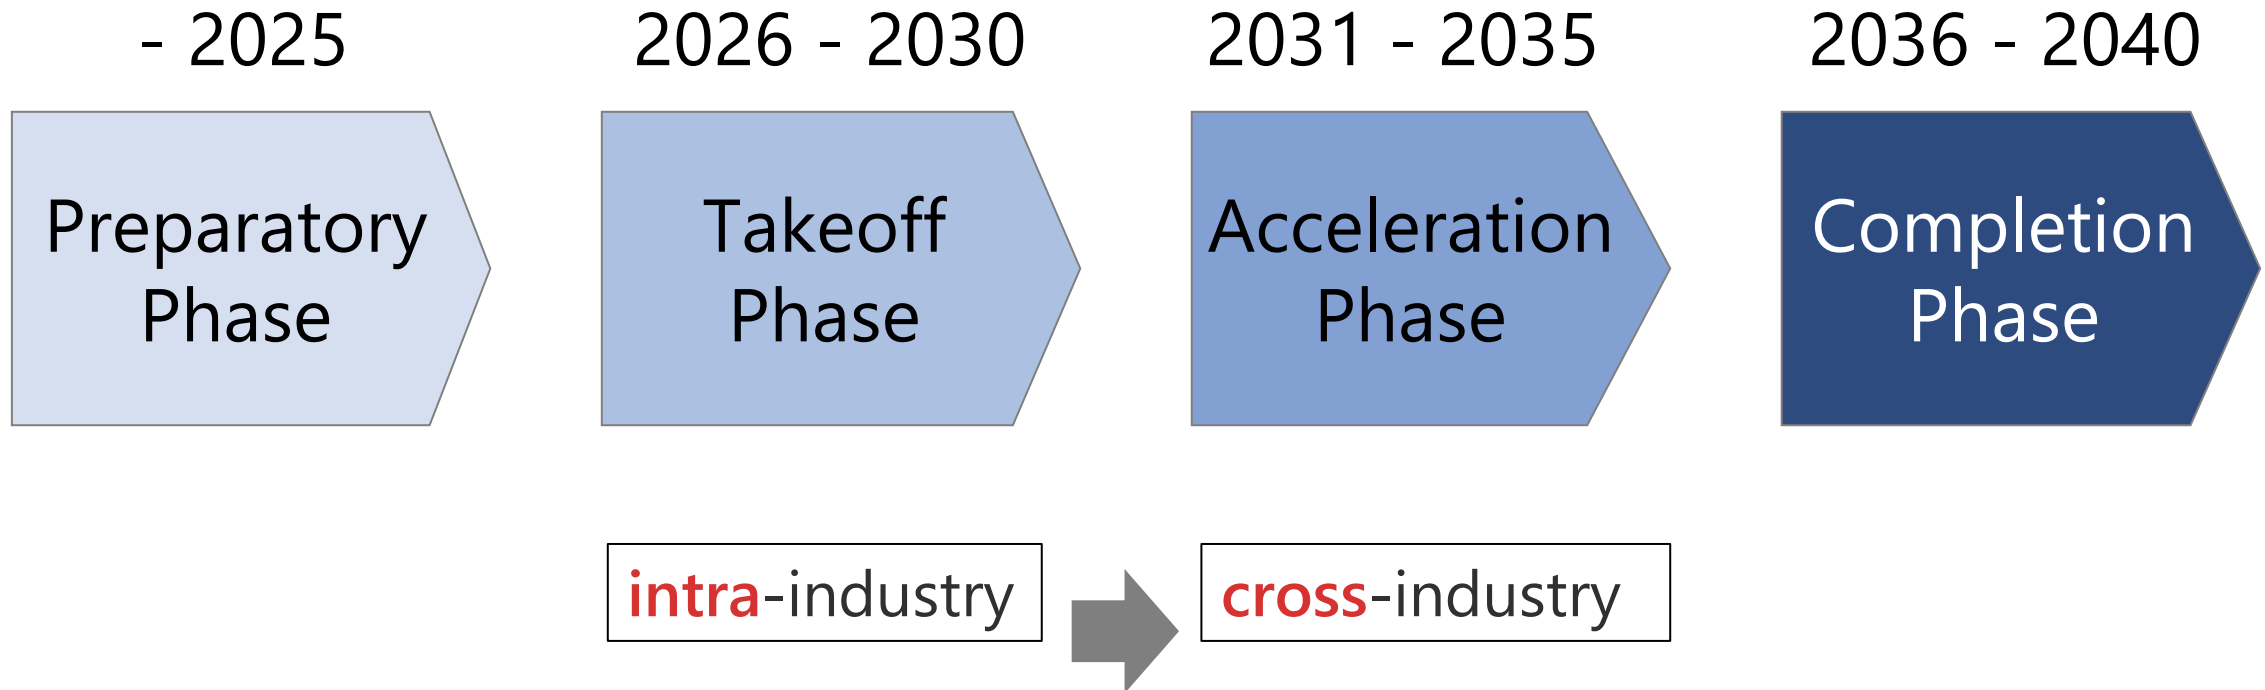 - 2025
2026 - 2030
2031 - 2035
2036 - 2040
Preparatory
Phase
Takeoff
Phase
Acceleration
Phase
Completion
Phase
intra-industry
cross-industry